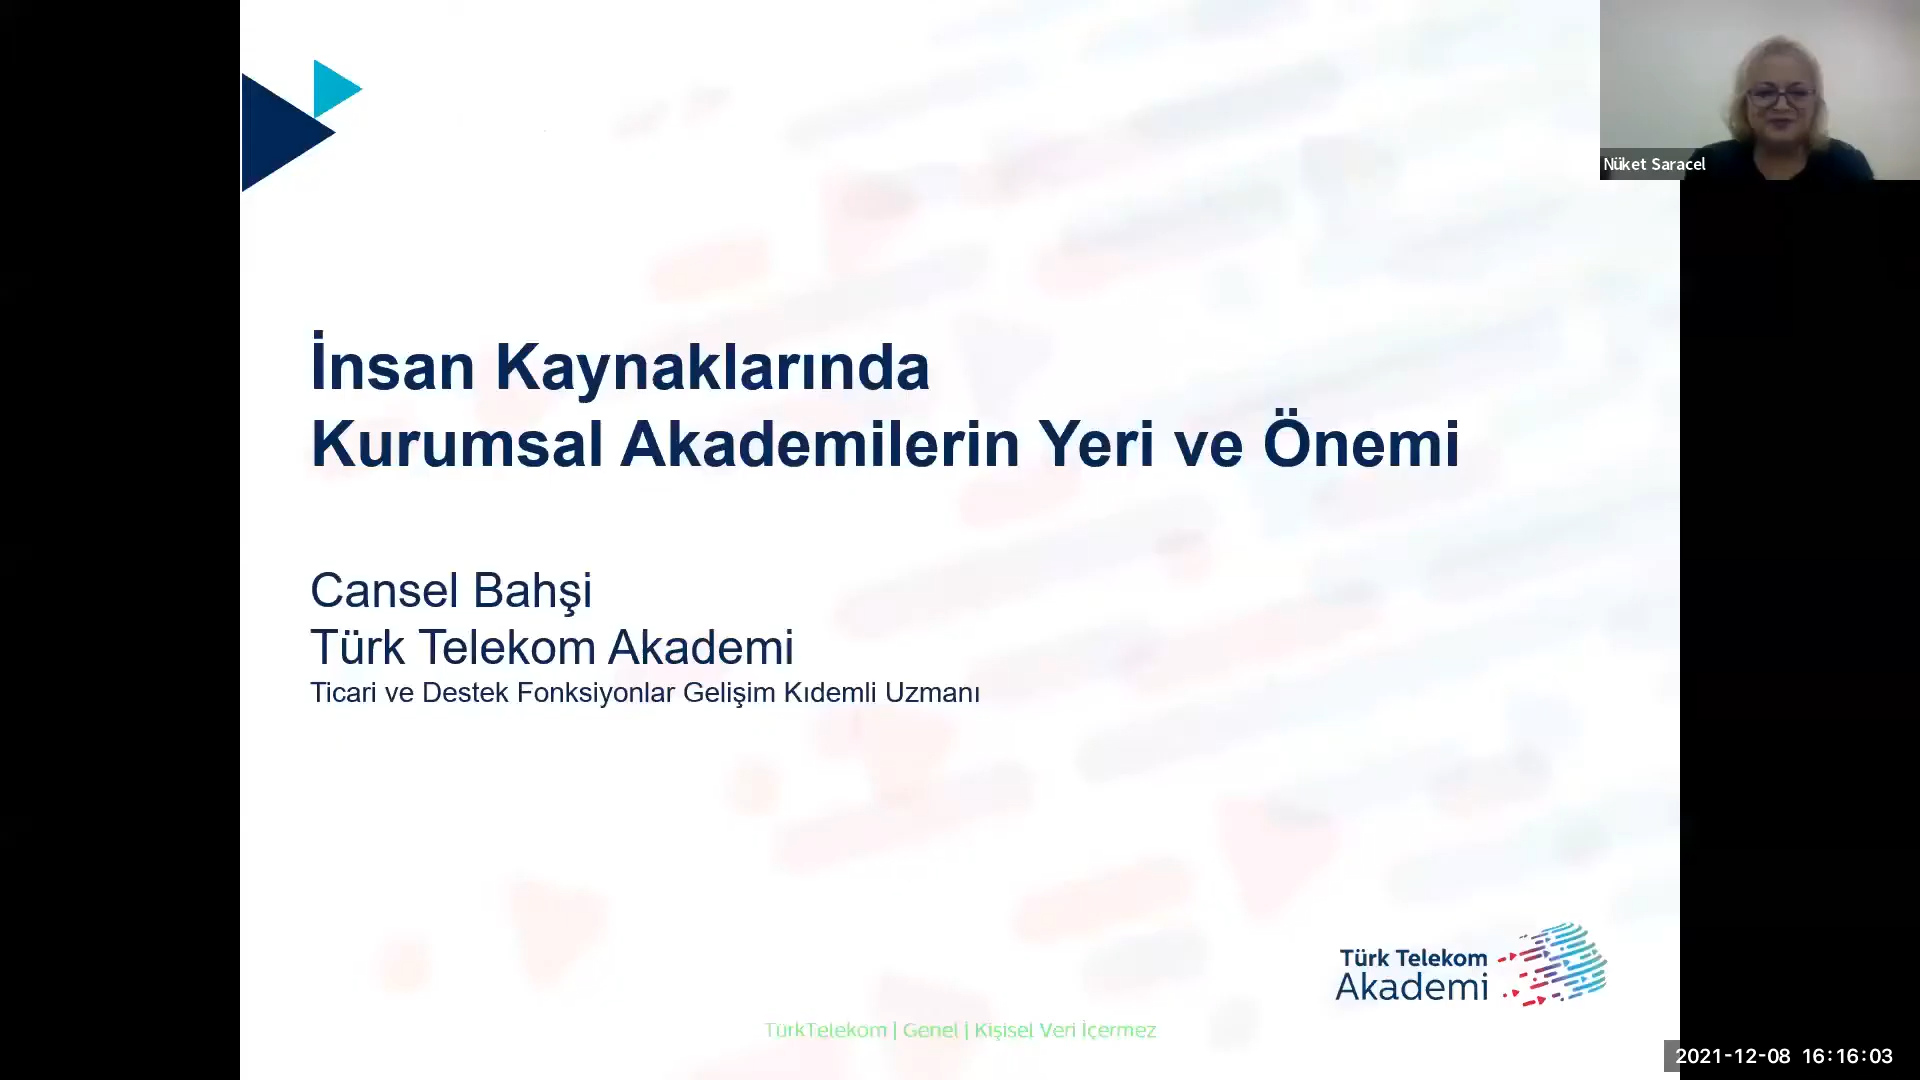 Nüket Saracel
İnsan Kaynaklarında
Kurumsal Akademilerin Yeri ve Önemi
Cansel Bahşi
Türk Telekom Akademi
Ticari ve Destek Fonksiyonlar Gelişim Kıdemli Uzmanı
Türk Telekom
Akademi
TürkTelekom | Genel | Kişisel Veri İçermez
2021-12-08 16:16:03